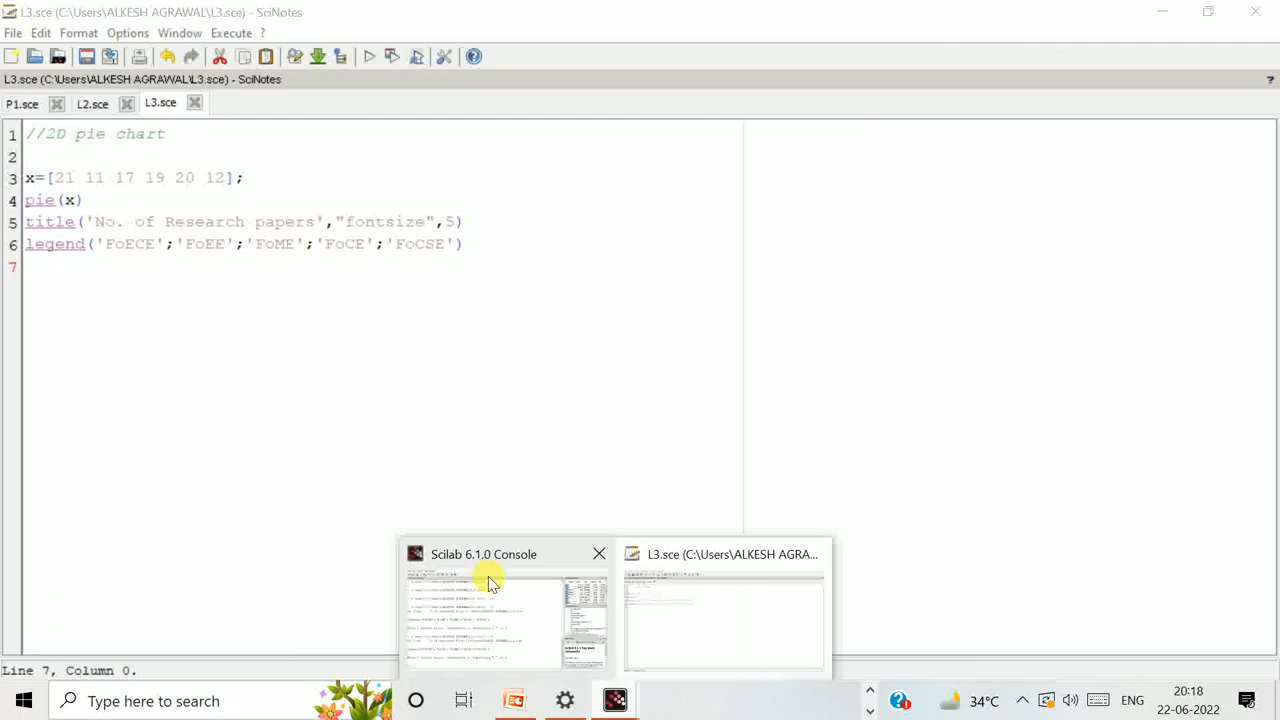 L3.sce (C:\Users\ALKESH AGRAWAL\L3.sce) - SciNotes
File Edit Format Options Window Execute ?
L3.sce (C:\Users\ALKESH AGRAWAL\L3.sce) - SciNotes ?
P1.sce L2.sce L3.sce
1 //2D pie chart
2
3 x=[21 11 17 19 20 12];
4 pie(x)
5 title('No. of Research papers',"fontsize",5)
6 legend('FoECE';'FoEE';'FoME';'FoCE';'FoCSE')
7
Scilab 6.1.0 Console L3.sce (C:\Users\ALKESH AGRA...
Line 7, Column 0.
Type here to search 34°C ENG 20:18
22-06-2022